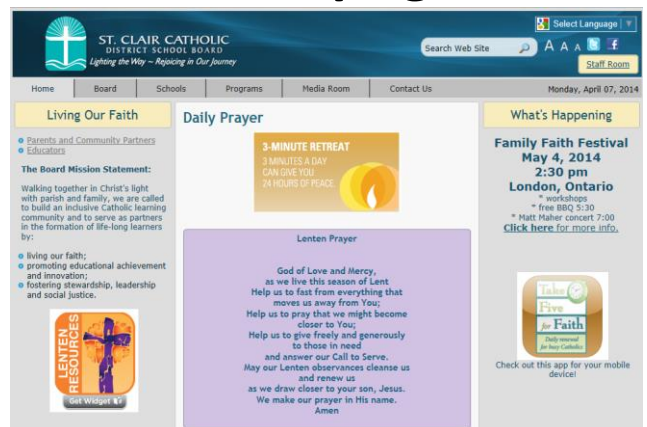 Select Language
ST. CLAIR CATHOLIC
DISTRICT SCHOOL BOARD
Lighting the Way ~ Rejoicing in Our Journey
Search Web Site
A A A
Staff Room
Home Board Schools Programs Media Room Contact Us Monday, April 07, 2014
Living Our Faith
Parents and Community Partners
Educators
The Board Mission Statement:
Walking together in Christ's light
with parish and family, we are called
to build an inclusive Catholic learning
community and to serve as partners
in the formation of life-long learners
by:
living our faith;
promoting educational achievement
and innovation;
fostering stewardship, leadership
and social justice.
LENTEN
RESOURCES
Get Widget
Daily Prayer
3-MINUTE RETREAT
3 MINUTES A DAY
CAN GIVE YOU
24 HOURS OF PEACE
Lenten Prayer
God of Love and Mercy,
as we live this season of Lent
Help us to fast from everything that
moves us away from You;
Help us to pray that we might become
closer to You;
Help us to give freely and generously
to those in need
and answer our Call to Serve.
May our Lenten observances cleanse us
and renew us
as we draw closer to your son, Jesus.
We make our prayer in His name.
Amen
What's Happening
Family Faith Festival
May 4, 2014
2:30 pm
London, Ontario
* workshops
* free BBQ 5:30
* Matt Maher concert 7:00
Click here for more info.
Take
Five
for Faith
Daily renewal
for busy Catholics
Check out this app for your mobile
device!